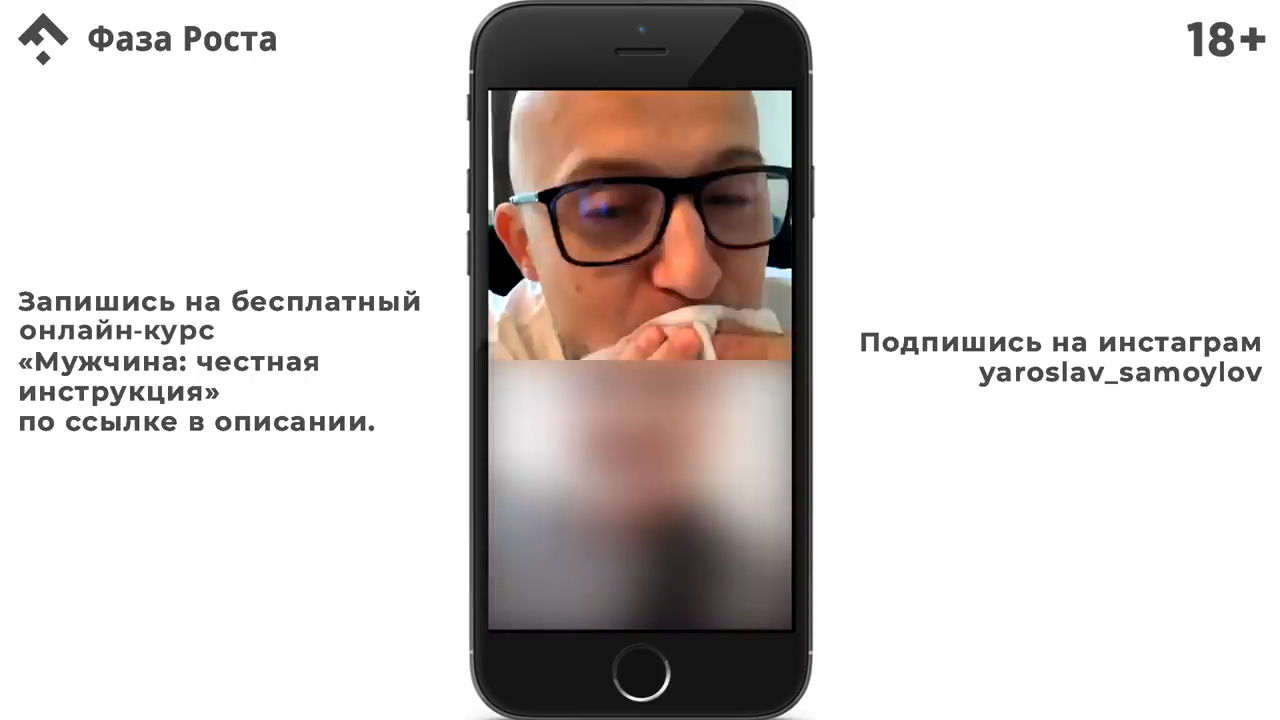 Фаза Роста
18+
Запишись на бесплатный
онлайн-курс
«Мужчина: честная
инструкция»
по ссылке в описании.
Подпишись на инстаграм
yaroslav_samoylov